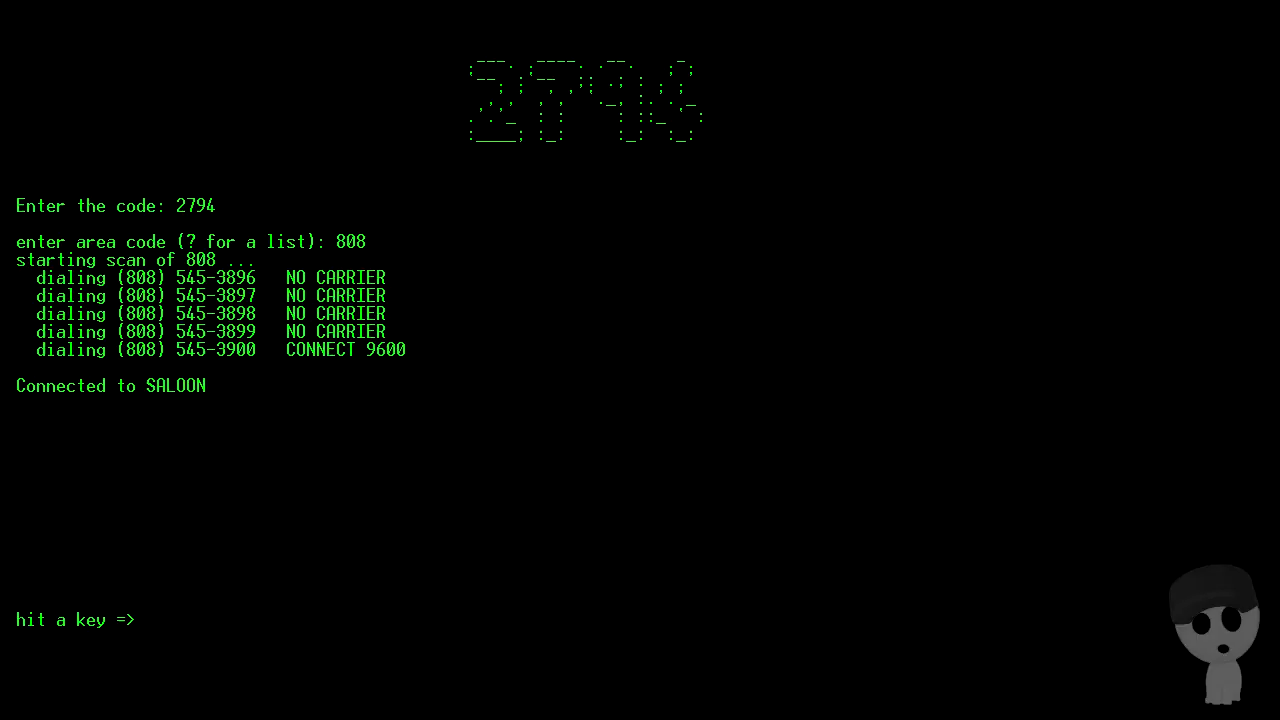 2794
Enter the code: 2794
enter area code (? for a list): 808
starting scan of 808 ...
dialing (808) 545-3896 NO CARRIER
dialing (808) 545-3897 NO CARRIER
dialing (808) 545-3898 NO CARRIER
dialing (808) 545-3899 NO CARRIER
dialing (808) 545-3900 CONNECT 9600
Connected to SALOON
hit a key =>